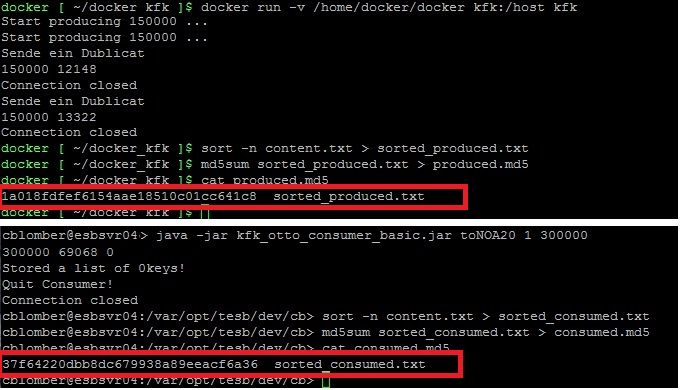 docker [ ~/docker_kfk ]$ docker run -v /home/docker/docker_kfk:/host kfk
Start producing 150000 ...
Start producing 150000 ...
Sende ein Dublicat
150000 12148
Connection closed
Sende ein Dublicat
150000 13322
Connection closed
docker [ ~/docker_kfk ]$ sort -n content.txt > sorted_produced.txt
docker [ ~/docker_kfk ]$ md5sum sorted_produced.txt > produced.md5
docker [ ~/docker_kfk ]$ cat produced.md5
1a018fdfef6154aae18510c01cc641c8  sorted_produced.txt
docker [ ~/docker_kfk ]$
cblomber@esbsvr04:> java -jar kfk_otto_consumer_basic.jar toNOA20 1 300000
300000 69068 0
Stored a list of 0keys!
Quit Consumer!
Connection closed
cblomber@esbsvr04:/var/opt/tesb/dev/cb> sort -n content.txt > sorted_consumed.txt
cblomber@esbsvr04:/var/opt/tesb/dev/cb> md5sum sorted_consumed.txt > consumed.md5
cblomber@esbsvr04:/var/opt/tesb/dev/cb> cat consumed.md5
37f64220dbb8dc679938a89eeacf6a36  sorted_consumed.txt
cblomber@esbsvr04:/var/opt/tesb/dev/cb>